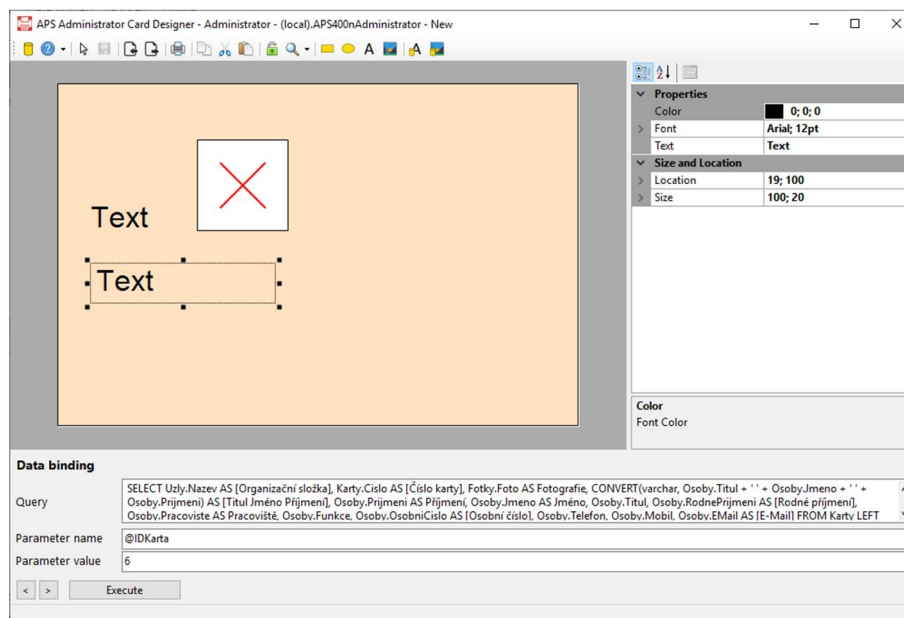 APS Administrator Card Designer - Administrator - (local).APS400nAdministrator - New
Properties
Color 0; 0; 0
Font Arial; 12pt
Text Text
Size and Location
Location 19; 100
Size 100; 20
Text
Text
Color
Font Color
Data binding
Query
SELECT Uzly.Nazev AS [Organizační složka], Karty.Cislo AS [Číslo karty], Fotky.Foto AS Fotografie, CONVERT(varchar, Osoby.Titul + ' ' + Osoby.Jmeno + ' ' +
Osoby.Prijmeni) AS [Titul Jméno Příjmení], Osoby.Prijmeni AS Příjmení, Osoby.Jmeno AS Jméno, Osoby.Titul, Osoby.RodnePrijmeni AS [Rodné příjmení],
Osoby.Pracoviste AS Pracoviště, Osoby.Funkce, Osoby.OsobniCislo AS [Osobní číslo], Osoby.Telefon, Osoby.Mobil, Osoby.EMail AS [E-Mail] FROM Karty LEFT
Parameter name @IDKarta
Parameter value 6
< > Execute